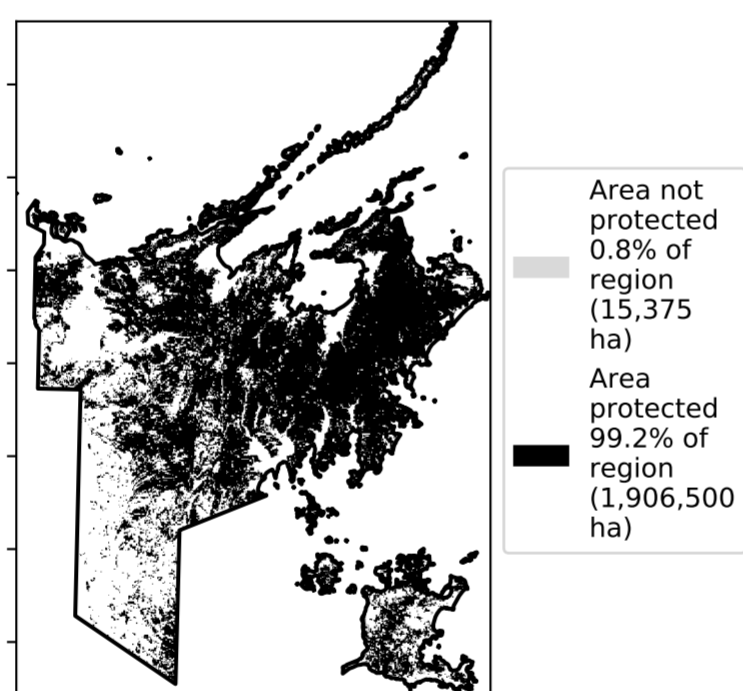 Area not
protected
0.8% of
region
(15,375
ha)
Area
protected
99.2% of
region
(1,906,500
ha)